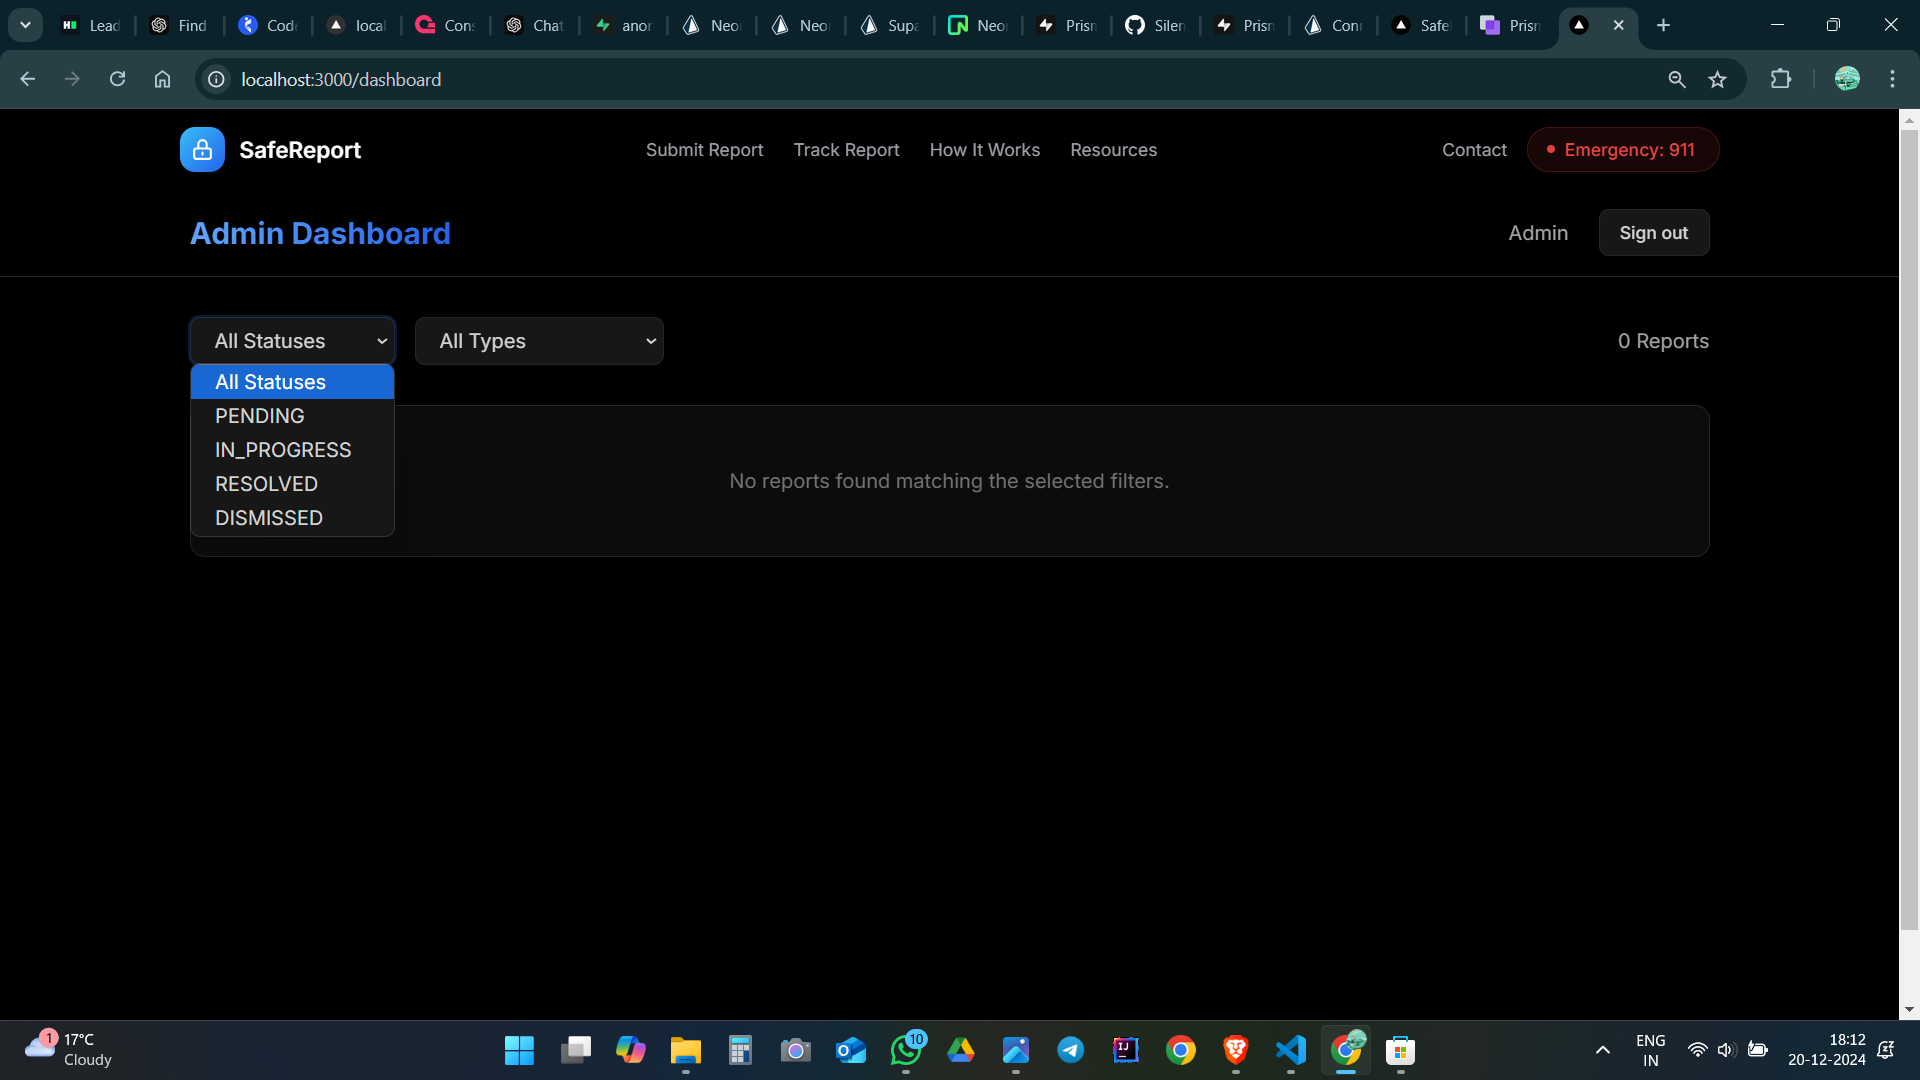 Lead
Find
Code
local
Cons
Chat
anor
Neo
Neo
Supa
Neo
Prism
Silen
Prism
Conn
Safe
Prism
localhost:3000/dashboard
SafeReport
Submit Report
Track Report
How It Works
Resources
Contact
Emergency: 911
Admin Dashboard
Admin
Sign out
All Statuses
All Types
0 Reports
All Statuses
PENDING
IN_PROGRESS
RESOLVED
DISMISSED
No reports found matching the selected filters.
1
17°C
Cloudy
10
ENG
IN
18:12
20-12-2024